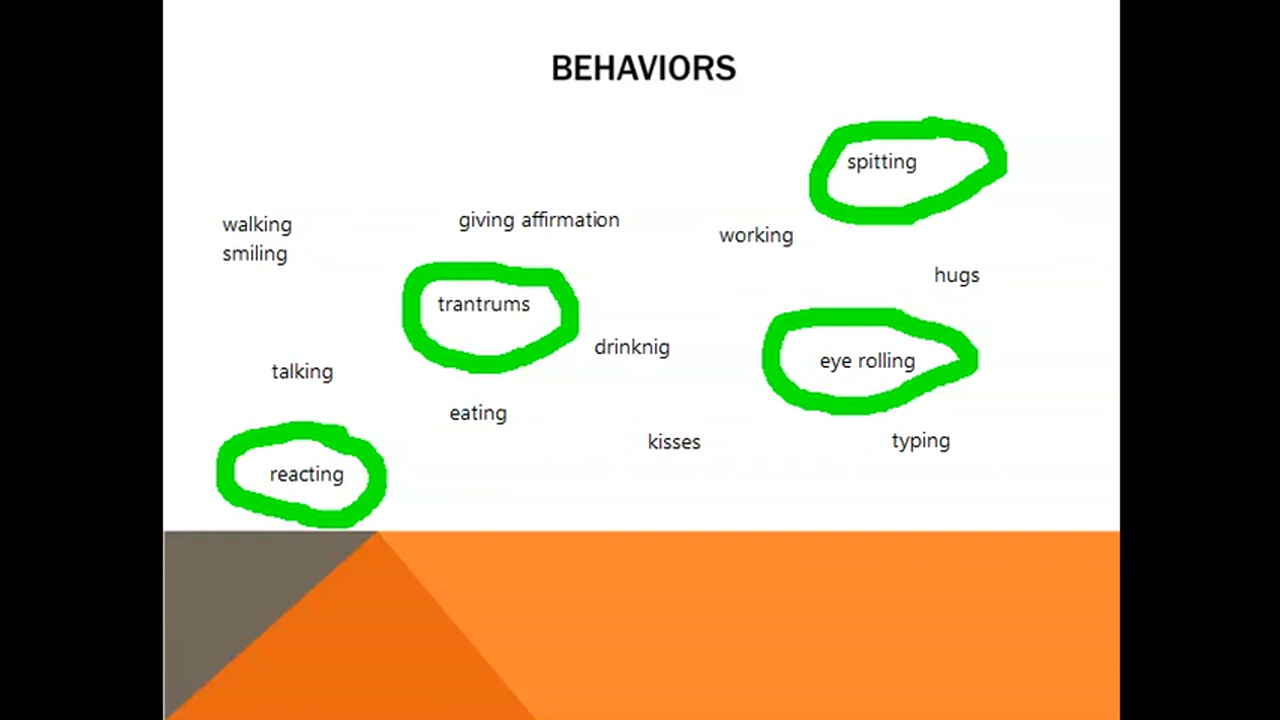 BEHAVIORS
spitting
walking
smiling
giving affirmation
working
hugs
trantrums
drinknig
eye rolling
talking
eating
kisses
typing
reacting